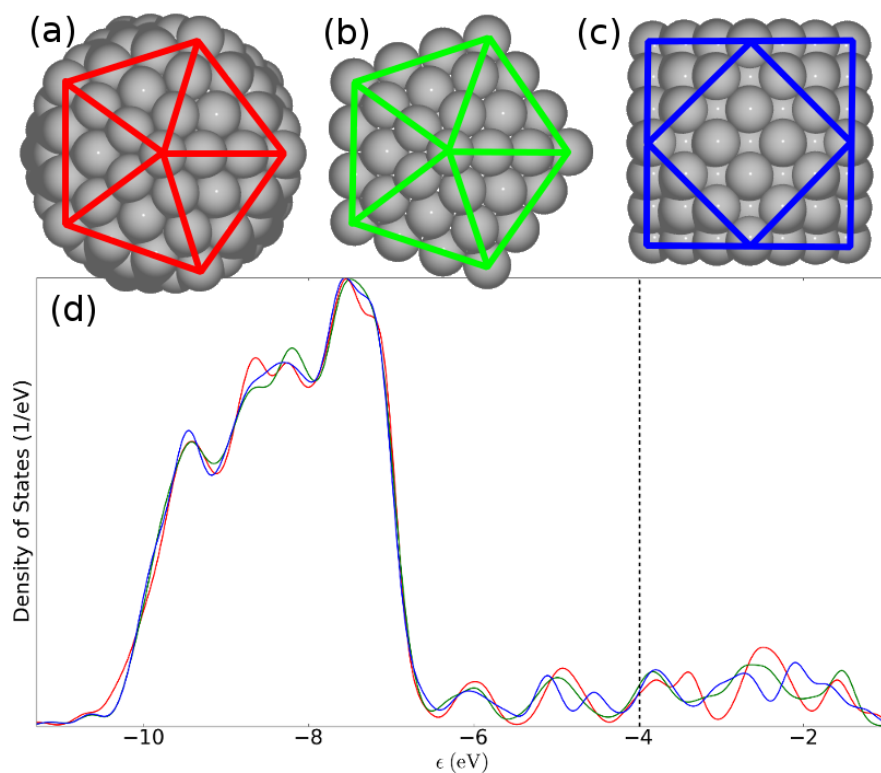 (a) (b) (c)
(d)
Density of States (1/eV)
−10 −8 −6 −4 −2
ϵ (eV)